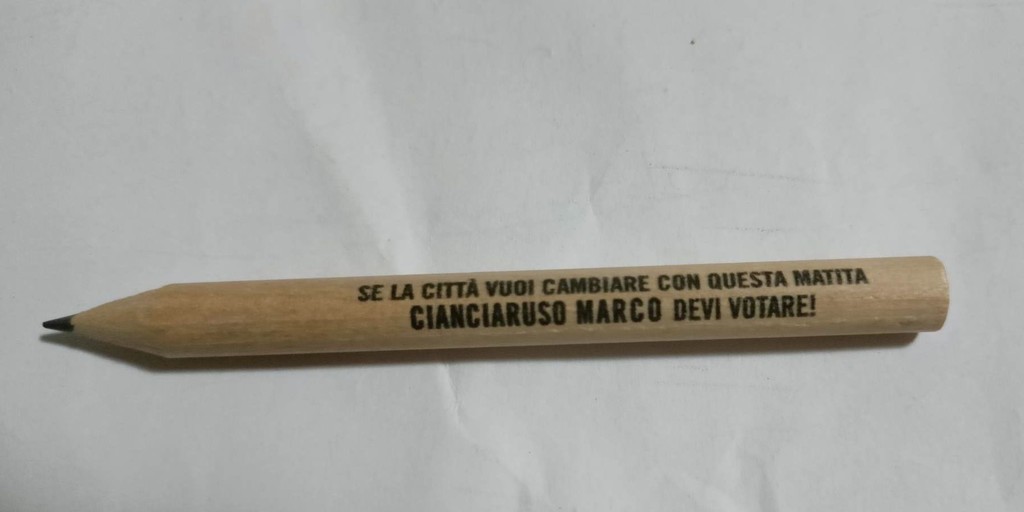 SE LA CITTÀ VUOI CAMBIARE CON QUESTA MATITA
CIANCIARUSO MARCO DEVI VOTARE!